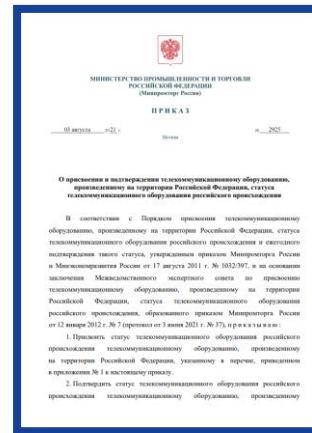 МИНИСТЕРСТВО ПРОМЫШЛЕННОСТИ И ТОРГОВЛИ
РОССИЙСКОЙ ФЕДЕРАЦИИ
(Минпромторг России)
П Р И К А З
03 августа 2021 г. № 2925
Москва
О присвоении и подтверждении телекоммуникационному оборудованию,
произведенному на территории Российской Федерации, статуса
телекоммуникационного оборудования российского происхождения
В соответствии с Порядком присвоения телекоммуникационному
оборудованию, произведенному на территории Российской Федерации, статуса
телекоммуникационного оборудования российского происхождения и ежегодного
подтверждения такого статуса, утвержденным приказом Минпромторга России
и Минэкономразвития России от 17 августа 2011 г. № 1032/397, и на основании
заключения Межведомственного экспертного совета по присвоению
телекоммуникационному оборудованию, произведенному на территории
Российской Федерации, статуса телекоммуникационного оборудования
российского происхождения, образованного приказом Минпромторга России
от 12 января 2012 г. № 7 (протокол от 3 июня 2021 г. № 37), п р и к а з ы в а ю :
1. Присвоить статус телекоммуникационного оборудования российского
происхождения телекоммуникационному оборудованию, произведенному
на территории Российской Федерации, указанному в перечне, приведенном
в приложении № 1 к настоящему приказу.
2. Подтвердить статус телекоммуникационного оборудования российского
происхождения телекоммуникационному оборудованию, произведенному